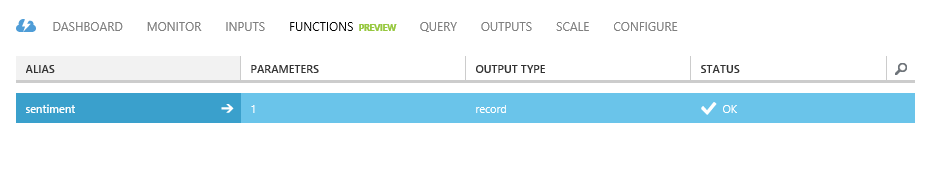 DASHBOARD MONITOR INPUTS FUNCTIONS PREVIEW QUERY OUTPUTS SCALE CONFIGURE
ALIAS PARAMETERS OUTPUT TYPE STATUS
sentiment 1 record OK